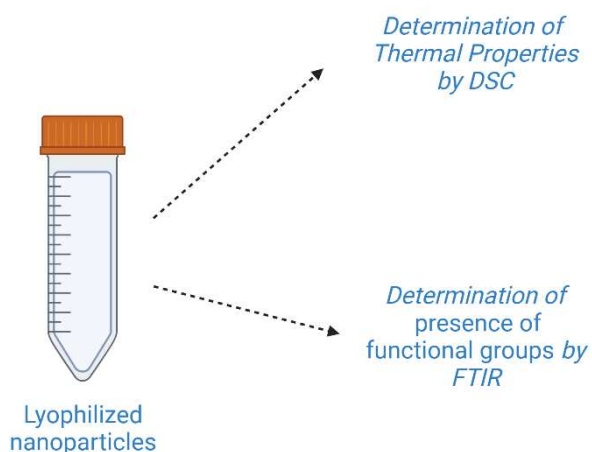 Determination of
Thermal Properties
by DSC
Determination of
presence of
functional groups by
FTIR
Lyophilized
nanoparticles